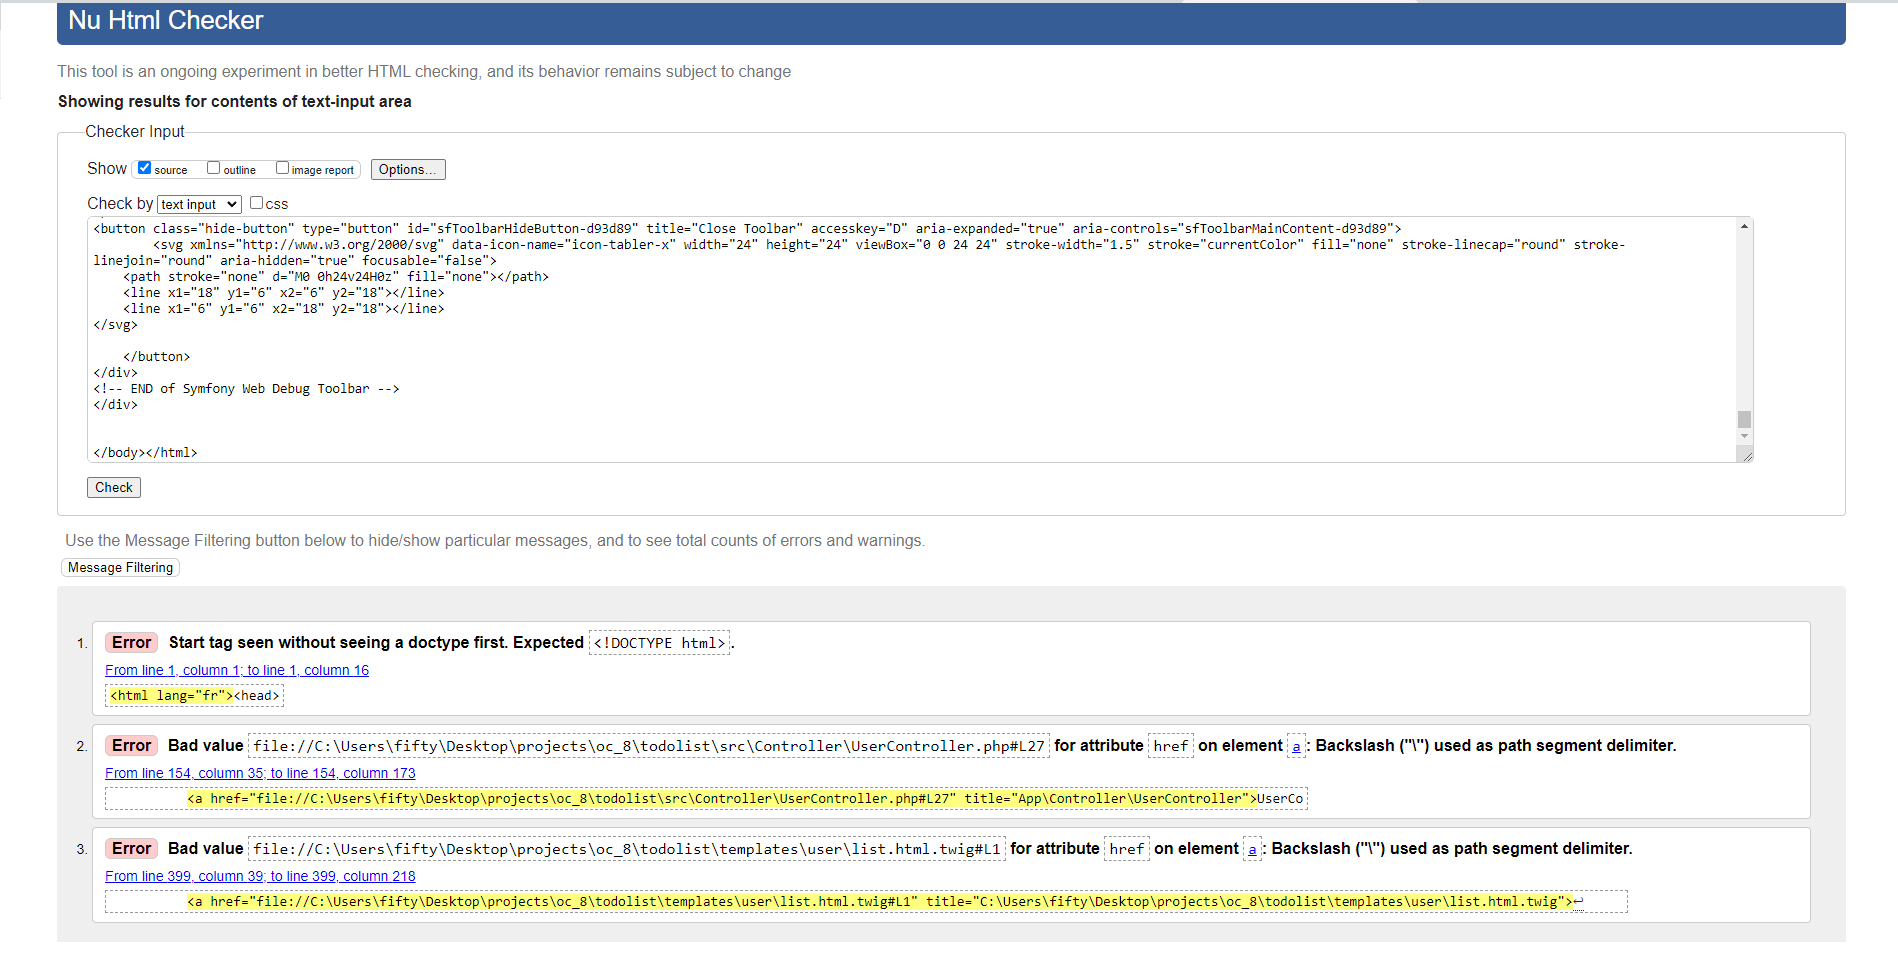 Nu Html Checker
This tool is an ongoing experiment in better HTML checking, and its behavior remains subject to change
Showing results for contents of text-input area
Checker Input
Show source outline image report Options...
Check by text input css
<button class="hide-button" type="button" id="sfToolbarHideButton-d93d89" title="Close Toolbar" accesskey="D" aria-expanded="true" aria-controls="sfToolbarMainContent-d93d89">
<svg xmlns="http://www.w3.org/2000/svg" data-icon-name="icon-tabler-x" width="24" height="24" viewBox="0 0 24 24" stroke-width="1.5" stroke="currentColor" fill="none" stroke-linecap="round" stroke-
linejoin="round" aria-hidden="true" focusable="false">
<path stroke="none" d="M0 0h24v24H0z" fill="none"></path>
<line x1="18" y1="6" x2="6" y2="18"></line>
<line x1="6" y1="6" x2="18" y2="18"></line>
</svg>
</button>
</div>
<!-- END of Symfony Web Debug Toolbar -->
</div>
</body></html>
Check
Use the Message Filtering button below to hide/show particular messages, and to see total counts of errors and warnings.
Message Filtering
1. Error Start tag seen without seeing a doctype first. Expected <!DOCTYPE html>.
From line 1, column 1; to line 1, column 16
<html lang="fr"><head>
2. Error Bad value file://C:\Users\fifty\Desktop\projects\oc_8\todolist\src\Controller\UserController.php#L27 for attribute href on element a: Backslash ("\") used as path segment delimiter.
From line 154, column 35; to line 154, column 173
<a href="file://C:\Users\fifty\Desktop\projects\oc_8\todolist\src\Controller\UserController.php#L27" title="App\Controller\UserController">UserCo
3. Error Bad value file://C:\Users\fifty\Desktop\projects\oc_8\todolist\templates\user\list.html.twig#L1 for attribute href on element a: Backslash ("\") used as path segment delimiter.
From line 399, column 39; to line 399, column 218
<a href="file://C:\Users\fifty\Desktop\projects\oc_8\todolist\templates\user\list.html.twig#L1" title="C:\Users\fifty\Desktop\projects\oc_8\todolist\templates\user\list.html.twig">↩